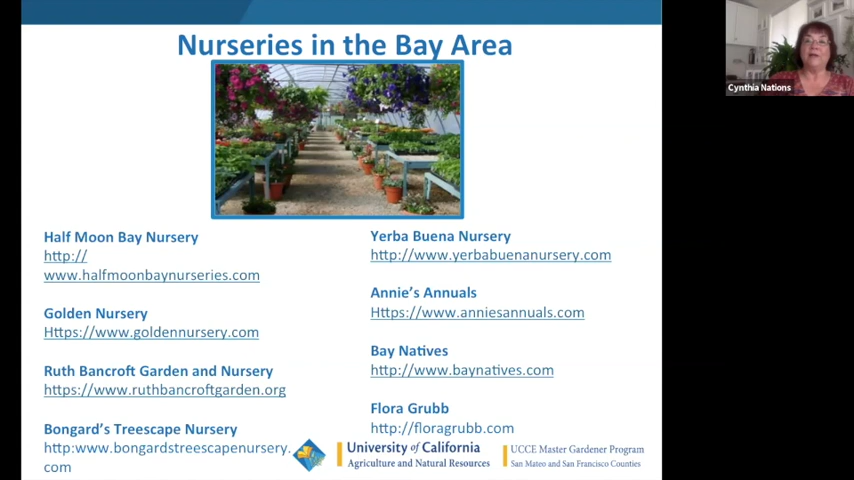 Nurseries in the Bay Area
Half Moon Bay Nursery
http://
www.halfmoonbaynurseries.com
Golden Nursery
Https://www.goldennursery.com
Ruth Bancroft Garden and Nursery
https://www.ruthbancroftgarden.org
Bongard's Treescape Nursery
http:www.bongardstreescapenursery.
com
Yerba Buena Nursery
http://www.yerbabuenanursery.com
Annie's Annuals
Https://www.anniesannuals.com
Bay Natives
http://www.baynatives.com
Flora Grubb
http://floragrubb.com
University of California
Agriculture and Natural Resources
UCCE Master Gardener Program
San Mateo and San Francisco Counties
Cynthia Nations